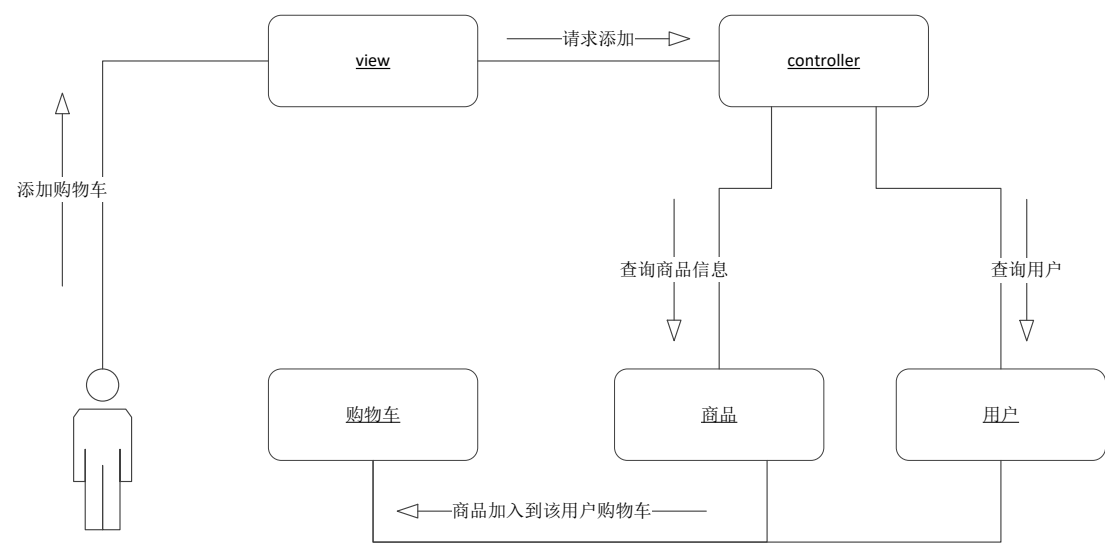 view
请求添加
controller
添加购物车
查询商品信息
查询用户
购物车
商品
用户
商品加入到该用户购物车